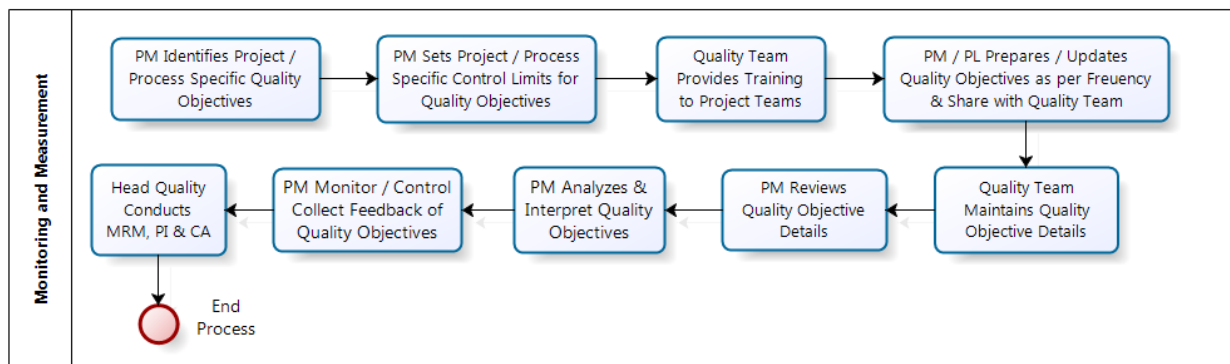 Monitoring and Measurement
PM Identifies Project /
Process Specific Quality
Objectives
PM Sets Project / Process
Specific Control Limits for
Quality Objectives
Quality Team
Provides Training
to Project Teams
PM / PL Prepares / Updates
Quality Objectives as per Freuency
& Share with Quality Team
Quality Team
Maintains Quality
Objective Details
PM Reviews
Quality Objective
Details
PM Analyzes &
Interpret Quality
Objectives
PM Monitor / Control
Collect Feedback of
Quality Objectives
Head Quality
Conducts
MRM, PI & CA
End
Process